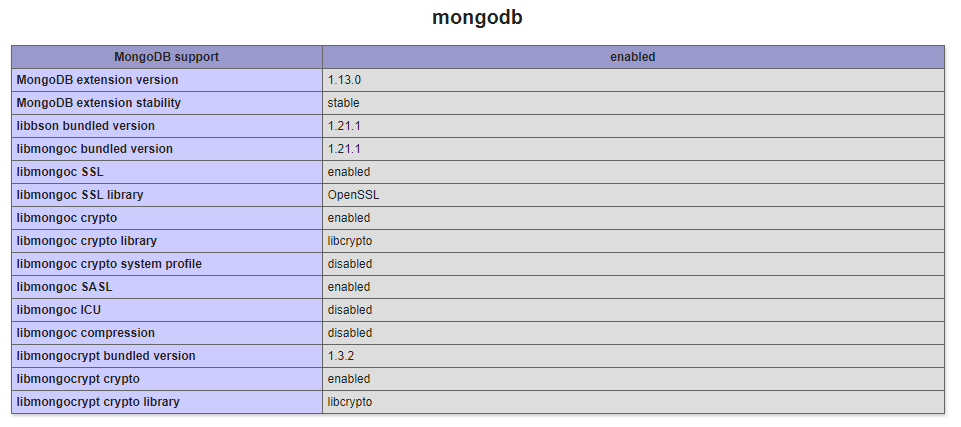 mongodb
MongoDB support enabled
MongoDB extension version 1.13.0
MongoDB extension stability stable
libbson bundled version 1.21.1
libmongoc bundled version 1.21.1
libmongoc SSL enabled
libmongoc SSL library OpenSSL
libmongoc crypto enabled
libmongoc crypto library libcrypto
libmongoc crypto system profile disabled
libmongoc SASL enabled
libmongoc ICU disabled
libmongoc compression disabled
libmongocrypt bundled version 1.3.2
libmongocrypt crypto enabled
libmongocrypt crypto library libcrypto